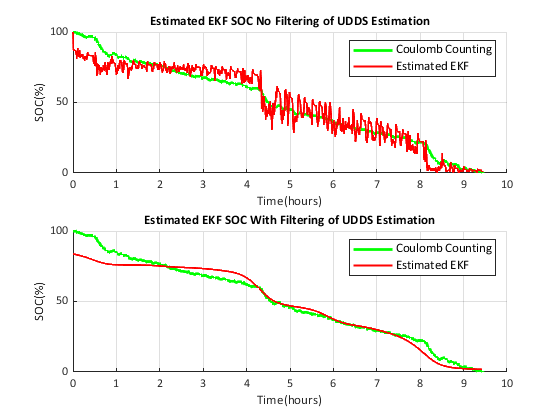 Estimated EKF SOC No Filtering of UDDS Estimation
100
50
0
SOC(%)
Coulomb Counting
Estimated EKF
0 1 2 3 4 5 6 7 8 9 10
Time(hours)
Estimated EKF SOC With Filtering of UDDS Estimation
100
50
0
SOC(%)
Coulomb Counting
Estimated EKF
0 1 2 3 4 5 6 7 8 9 10
Time(hours)